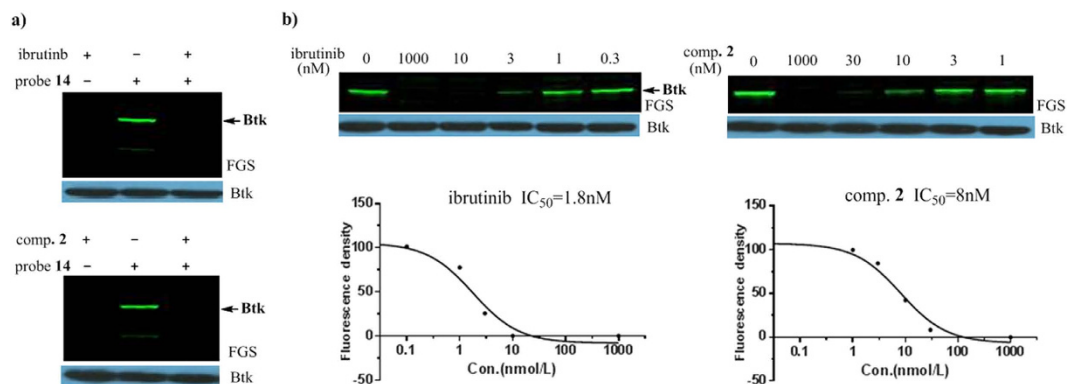 a)
ibrutinb + − +
probe 14 − + +
Btk
FGS
Btk
comp. 2 + − +
probe 14 − + +
Btk
FGS
Btk
b)
ibrutinib
(nM) 0 1000 10 3 1 0.3
Btk
FGS
Btk
comp. 2
(nM) 0 1000 30 10 3 1
FGS
Btk
ibrutinib IC50=1.8nM
Fluorescence density
150
100
50
0
-50
0.1 1 10 100 1000
Con.(nmol/L)
comp. 2 IC50=8nM
Fluorescence density
150
100
50
0
-50
0.1 1 10 100 1000
Con.(nmol/L)